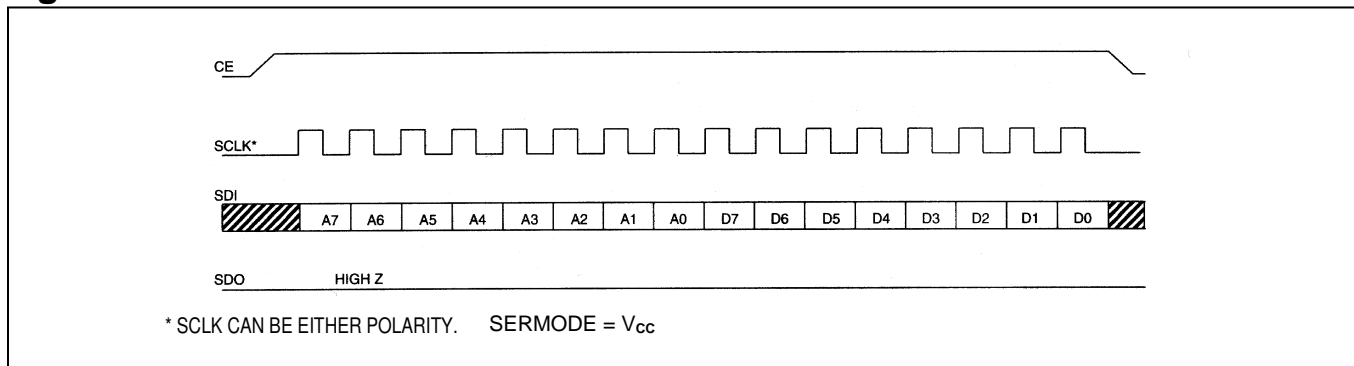 CE
SCLK*
SDI
A7 A6 A5 A4 A3 A2 A1 A0 D7 D6 D5 D4 D3 D2 D1 D0
SDO HIGH Z
* SCLK CAN BE EITHER POLARITY. SERMODE = Vcc